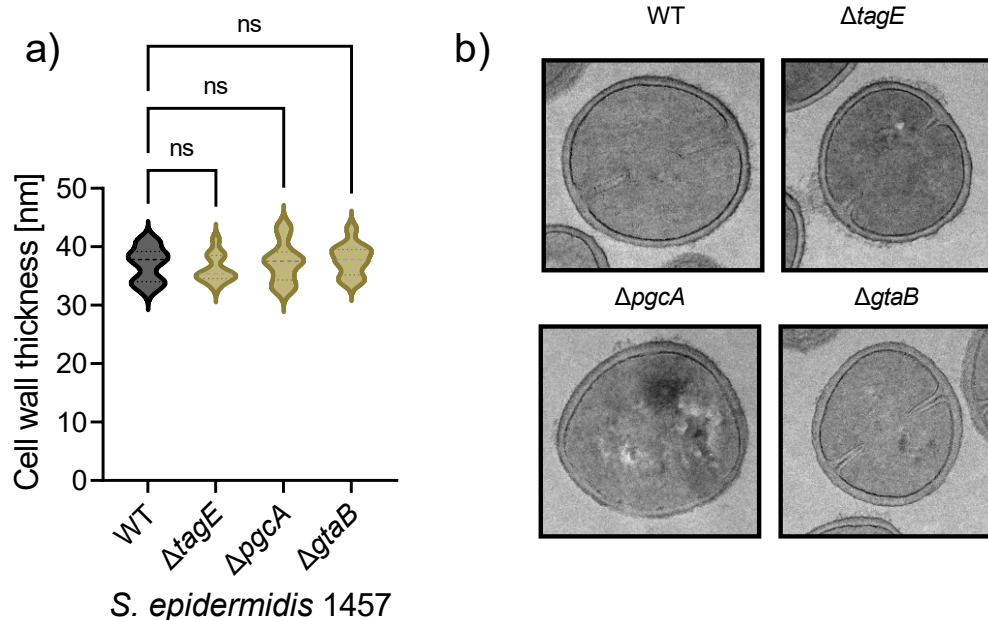 a)
ns
ns
ns
Cell wall thickness [nm]
50
40
30
20
10
0
WT
ΔtagE
ΔpgcA
ΔgtaB
S. epidermidis 1457
b)
WT
ΔtagE
ΔpgcA
ΔgtaB